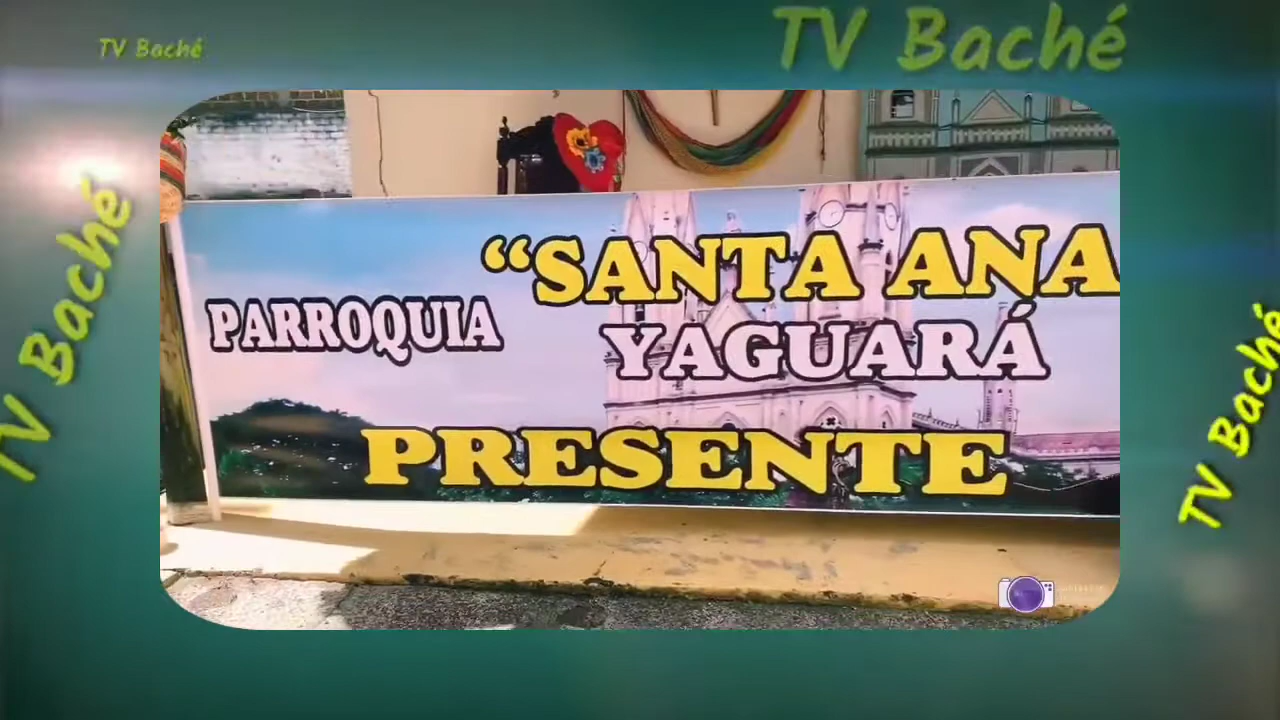 TV Baché
TV Baché
TV Baché
TV Baché
"SANTA ANA
PARROQUIA
YAGUARÁ
PRESENTE